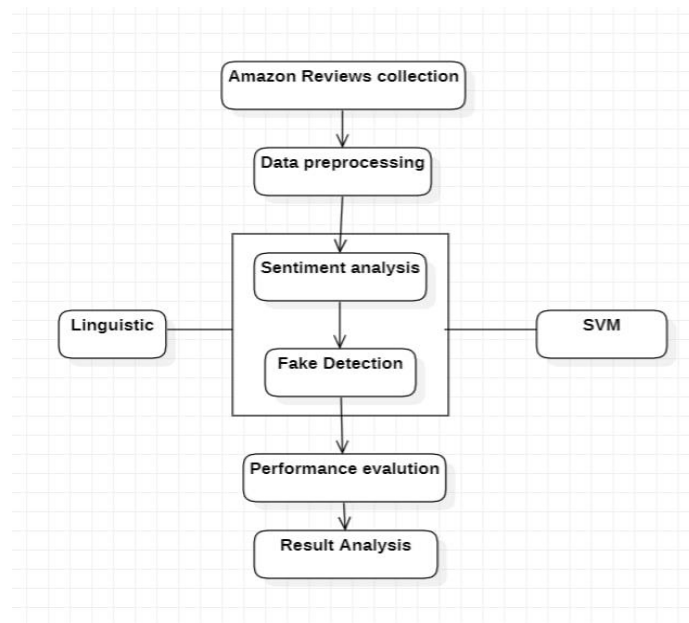 Amazon Reviews collection
Data preprocessing
Sentiment analysis
Linguistic
SVM
Fake Detection
Performance evalution
Result Analysis